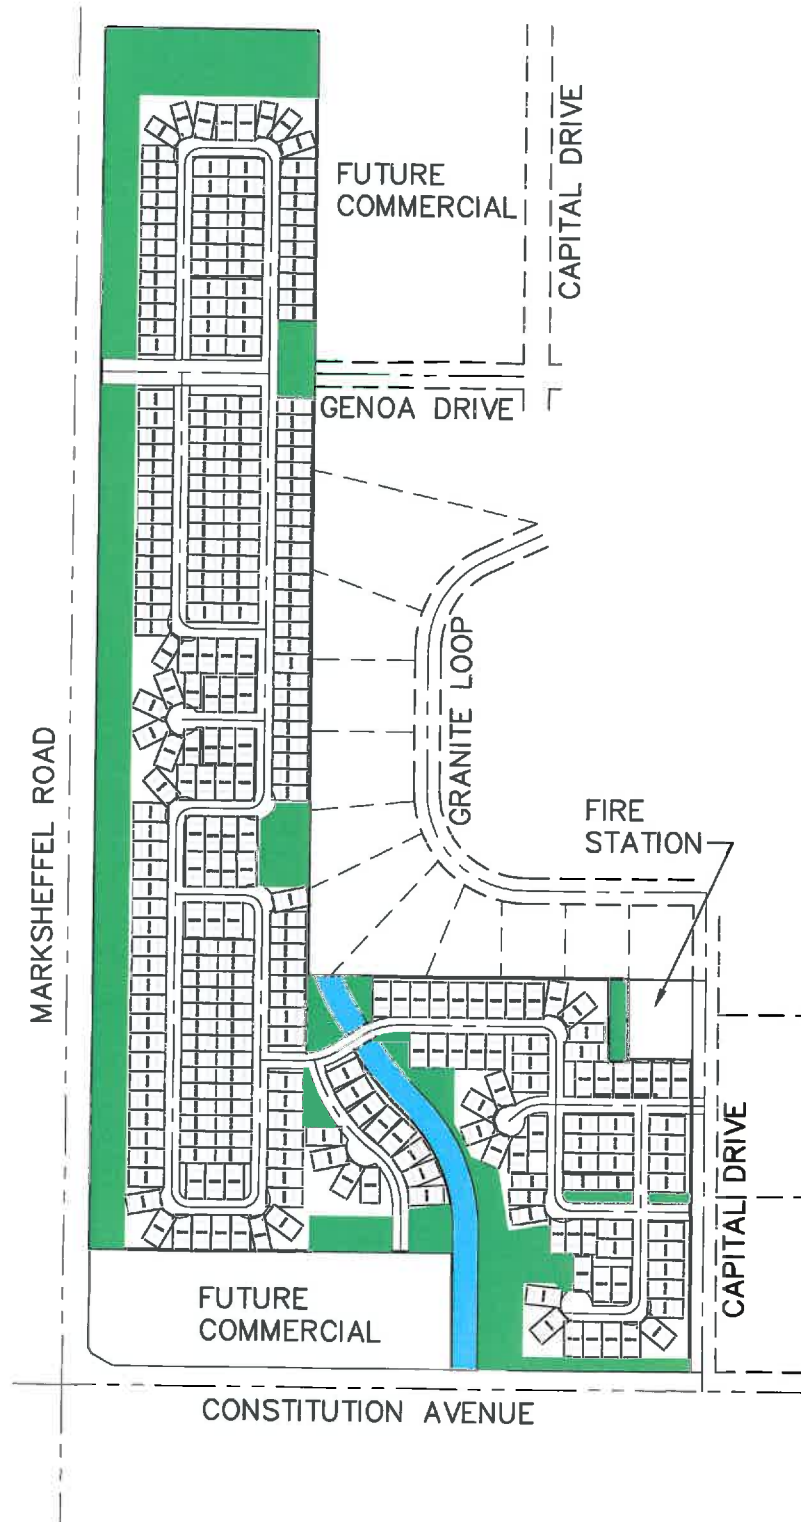 CAPITAL DRIVE
FUTURE
COMMERCIAL
GENOA DRIVE
GRANITE LOOP
MARKSHEFFEL ROAD
FIRE
STATION
CAPITAL DRIVE
FUTURE
COMMERCIAL
CONSTITUTION AVENUE